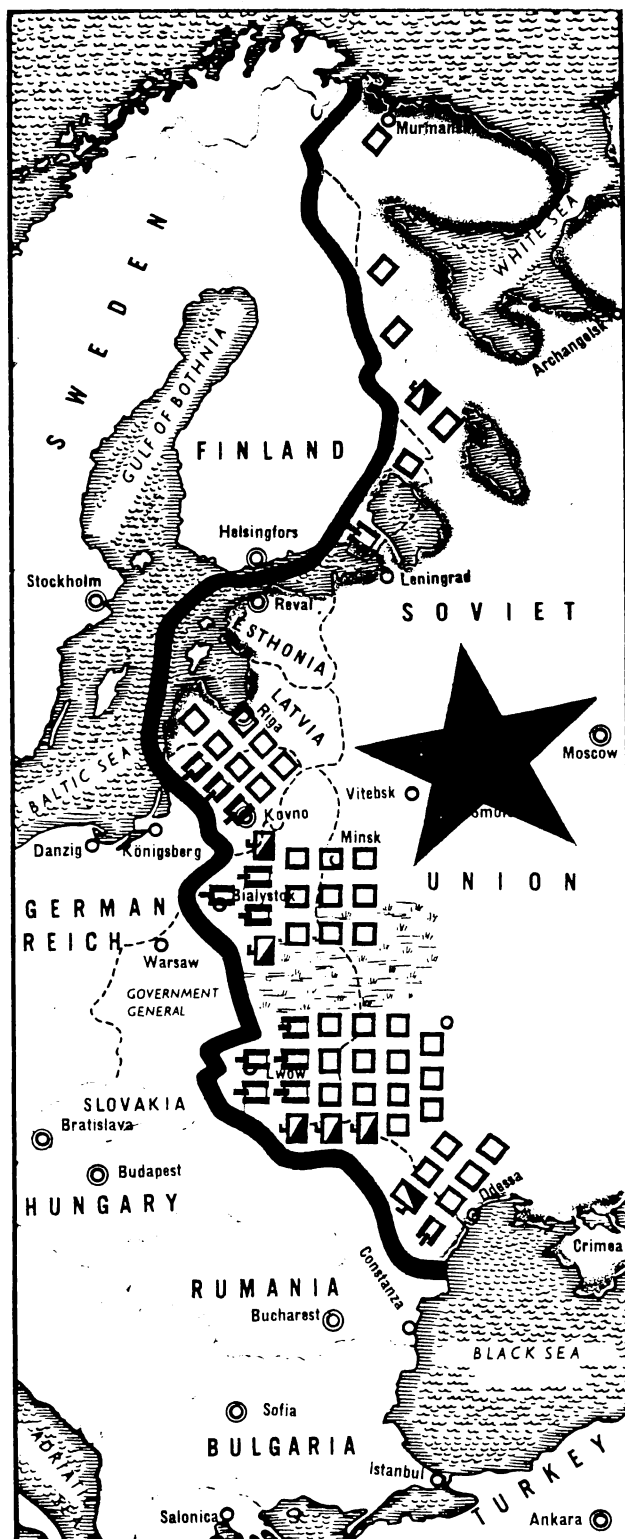 Murmansk
WHITE SEA
Archangelsk
SWEDEN
GULF OF BOTHNIA
FINLAND
Helsingfors
Stockholm
Leningrad
Reval
SOVIET
ESTHONIA
LATVIA
Riga
Moscow
BALTIC SEA
Vitebsk
Kovno
Danzig
Königsberg
Minsk
UNION
Bialystok
GERMAN
REICH
Warsaw
GOVERNMENT
GENERAL
Lwow
SLOVAKIA
Bratislava
Budapest
HUNGARY
Odessa
Crimea
Constanza
RUMANIA
Bucharest
BLACK SEA
Sofia
BULGARIA
ADRIATIC
SEA
Istanbul
TURKEY
Salonica
Ankara